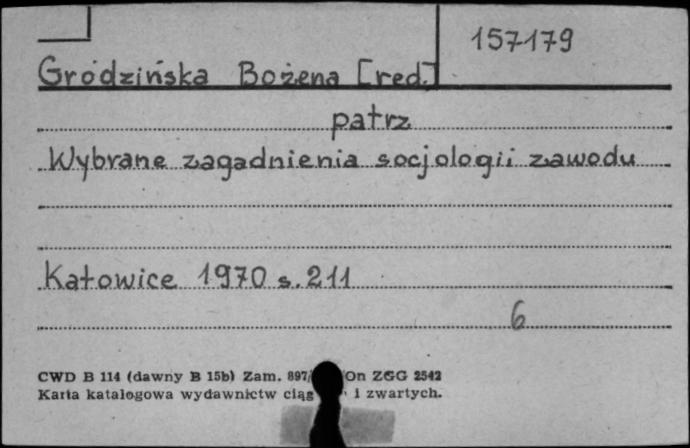 157179
Grodzińska Bożena [red.]
patrz
Wybrane zagadnienia socjologii zawodu
Katowice 1970 s. 211
6
CWD B 114 (dawny B 15b) Zam. 897/ On ZGG 2542
Karta katalogowa wydawnictw ciąg i zwartych.